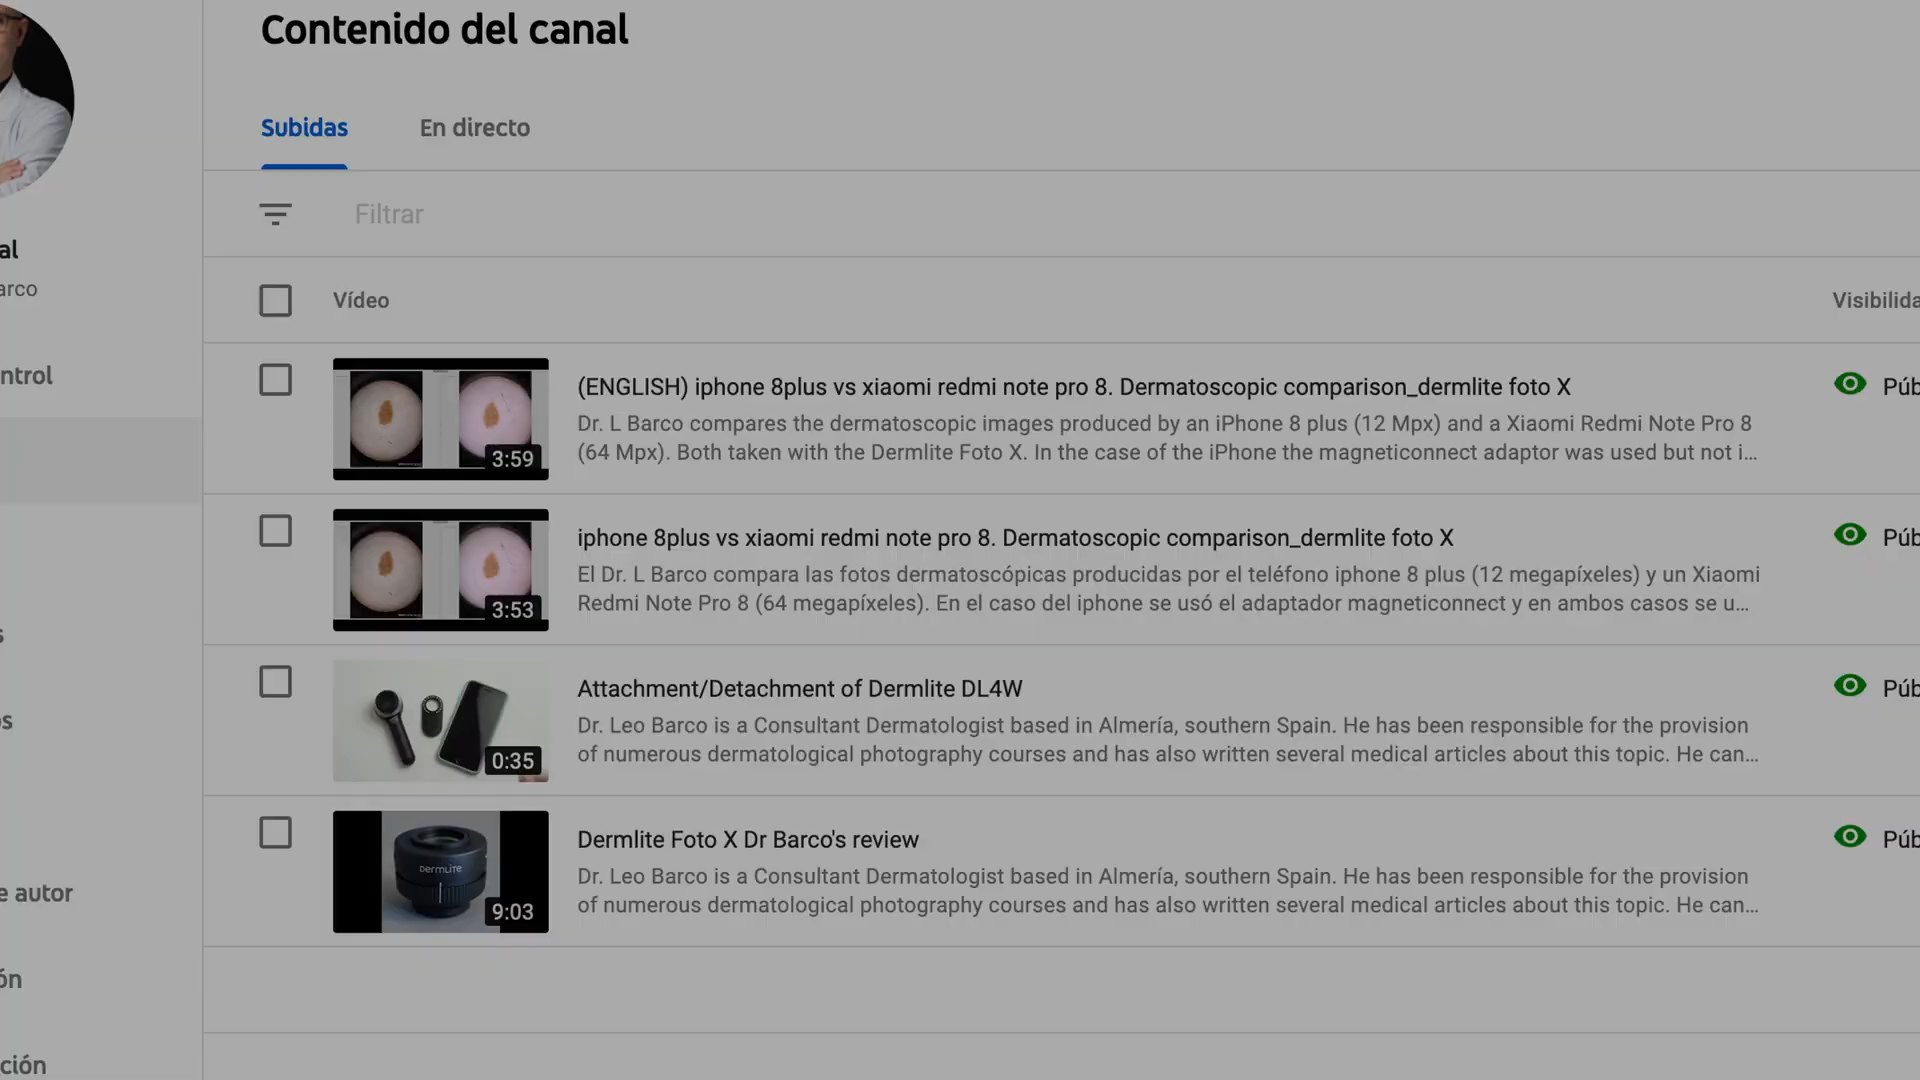 Contenido del canal
Subidas
En directo
Filtrar
al
arco
Vídeo
Visibilida
ntrol
(ENGLISH) iphone 8plus vs xiaomi redmi note pro 8. Dermatoscopic comparison_dermlite foto X
Púb
Dr. L Barco compares the dermatoscopic images produced by an iPhone 8 plus (12 Mpx) and a Xiaomi Redmi Note Pro 8
(64 Mpx). Both taken with the Dermlite Foto X. In the case of the iPhone the magneticonnect adaptor was used but not i...
3:59
iphone 8plus vs xiaomi redmi note pro 8. Dermatoscopic comparison_dermlite foto X
Púb
El Dr. L Barco compara las fotos dermatoscópicas producidas por el teléfono iphone 8 plus (12 megapíxeles) y un Xiaomi
Redmi Note Pro 8 (64 megapíxeles). En el caso del iphone se usó el adaptador magneticonnect y en ambos casos se u...
3:53
s
Attachment/Detachment of Dermlite DL4W
Púb
os
Dr. Leo Barco is a Consultant Dermatologist based in Almería, southern Spain. He has been responsible for the provision
of numerous dermatological photography courses and has also written several medical articles about this topic. He can...
0:35
Dermlite Foto X Dr Barco's review
Púb
DERMLITE
Dr. Leo Barco is a Consultant Dermatologist based in Almería, southern Spain. He has been responsible for the provision
of numerous dermatological photography courses and has also written several medical articles about this topic. He can...
9:03
e autor
ón
ción